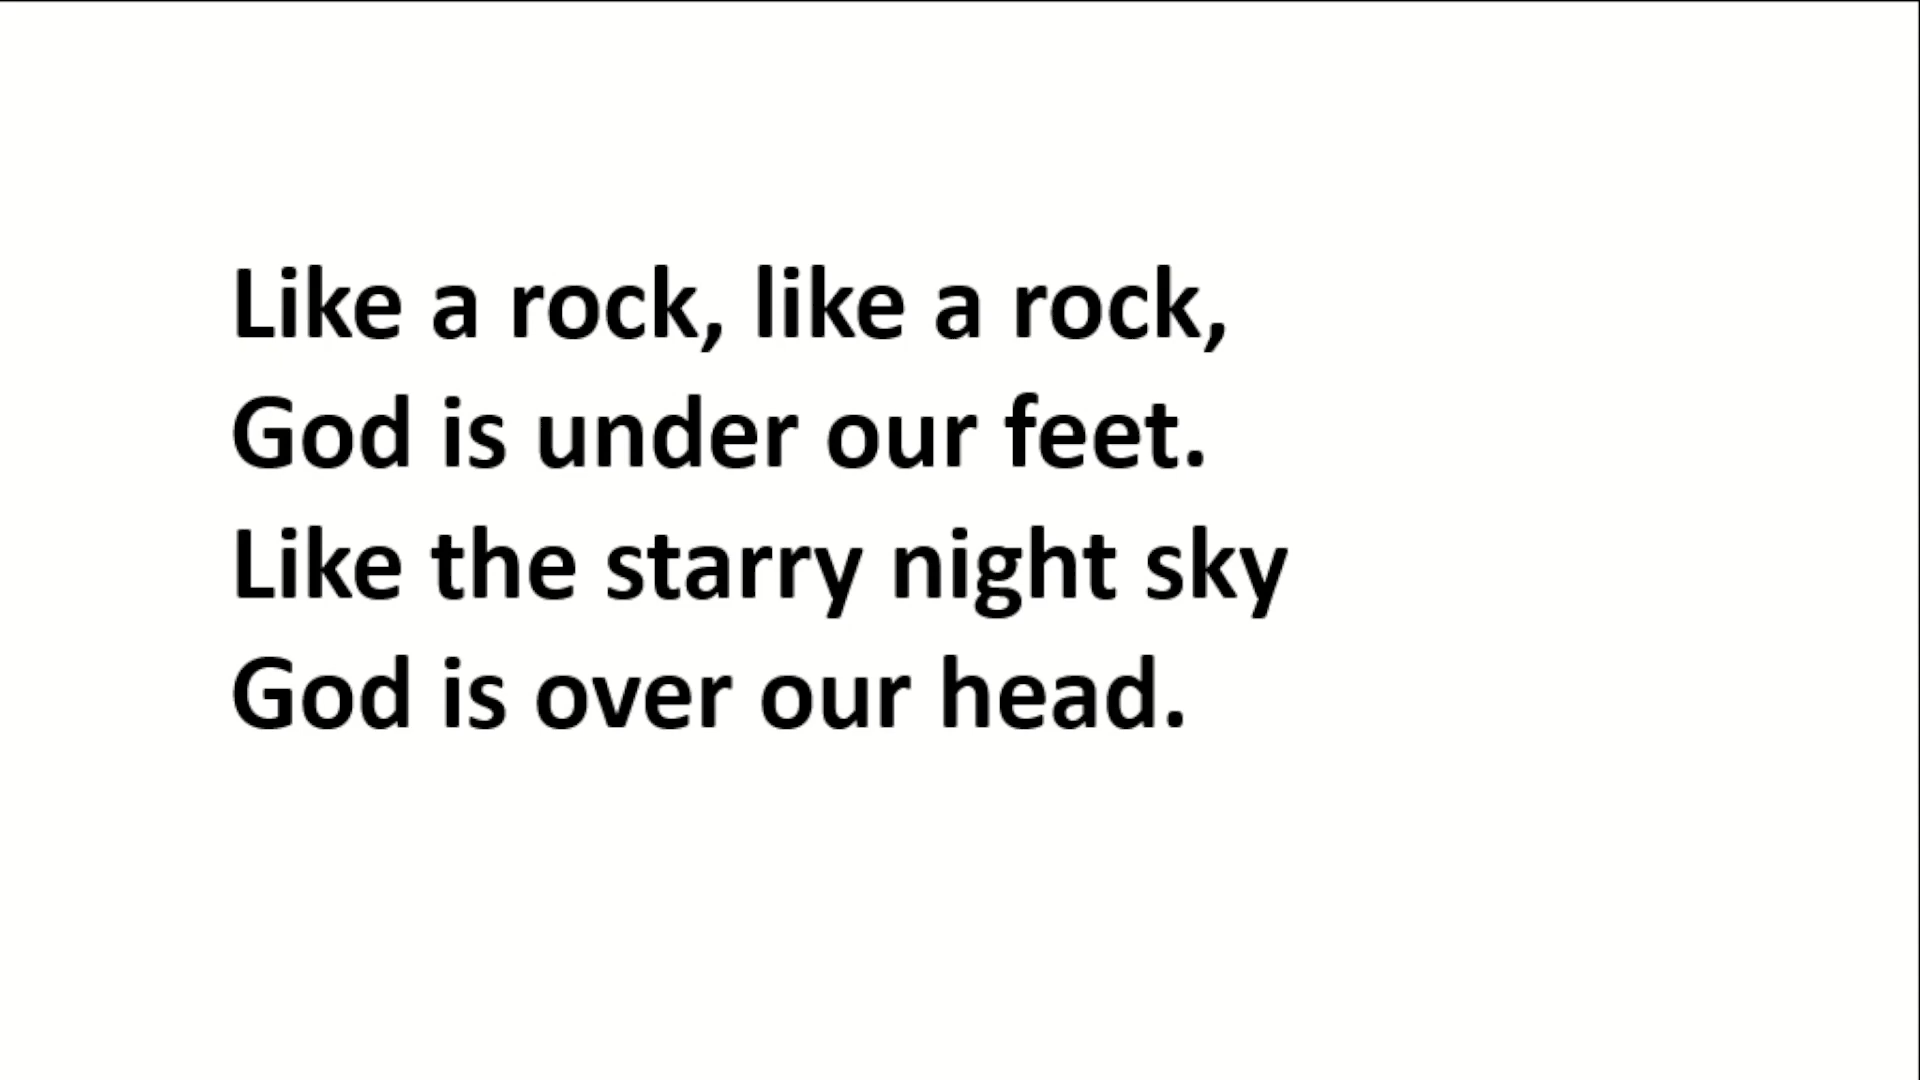 Like a rock, like a rock,
God is under our feet.
Like the starry night sky
God is over our head.